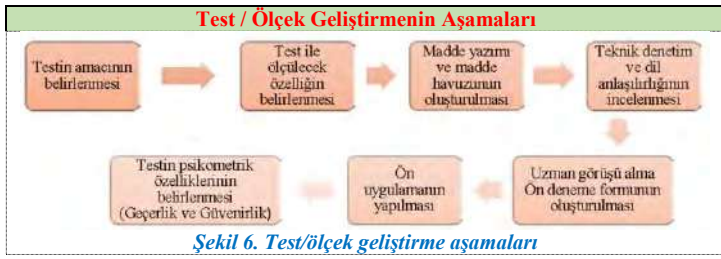 Test / Ölçek Geliştirmenin Aşamaları
Testin amacının
belirlenmesi
Test ile
ölçülecek
özelliğin
belirlenmesi
Madde yazımı
ve madde
havuzunun
oluşturulması
Teknik denetim
ve dil
anlaşılırlığının
incelenmesi
Uzman görüşü alma
Ön deneme formunun
oluşturulması
Ön
uygulamanın
yapılması
Testin psikometrik
özelliklerinin
belirlenmesi
(Geçerlik ve Güvenirlik)
Şekil 6. Test/ölçek geliştirme aşamaları